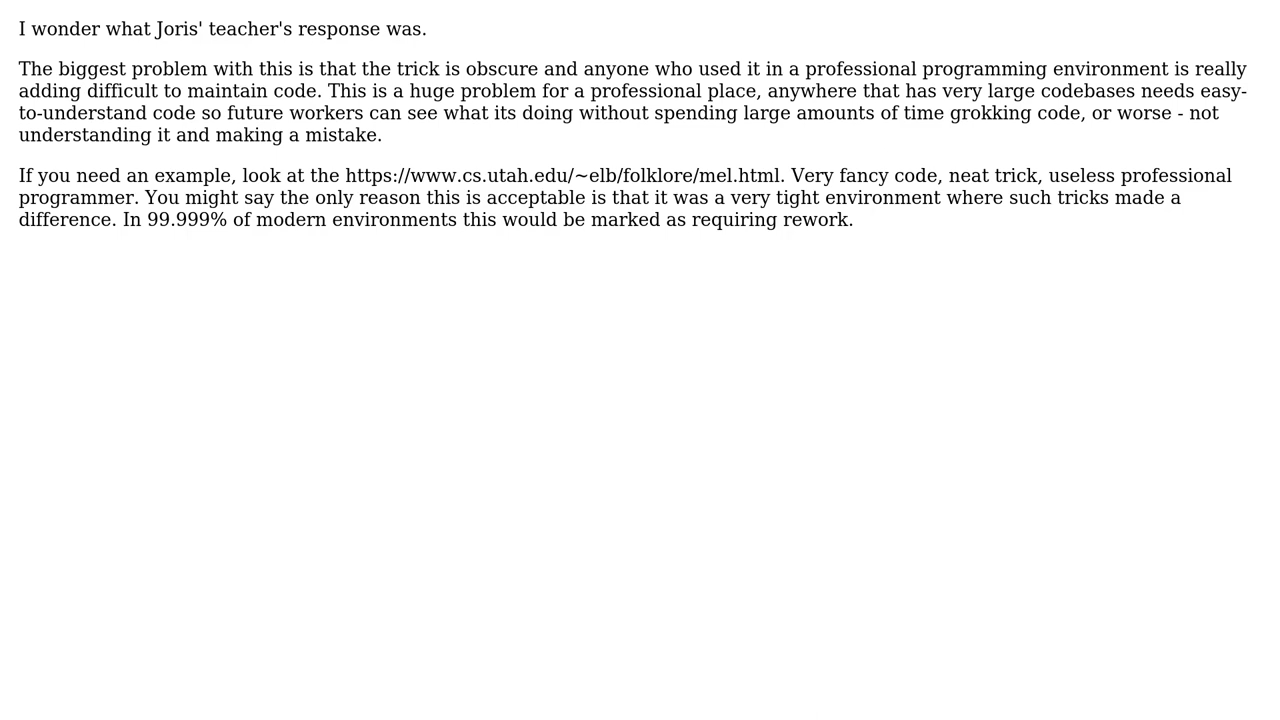 I wonder what Joris' teacher's response was.
The biggest problem with this is that the trick is obscure and anyone who used it in a professional programming environment is really
adding difficult to maintain code. This is a huge problem for a professional place, anywhere that has very large codebases needs easy-
to-understand code so future workers can see what its doing without spending large amounts of time grokking code, or worse - not
understanding it and making a mistake.
If you need an example, look at the https://www.cs.utah.edu/~elb/folklore/mel.html. Very fancy code, neat trick, useless professional
programmer. You might say the only reason this is acceptable is that it was a very tight environment where such tricks made a
difference. In 99.999% of modern environments this would be marked as requiring rework.